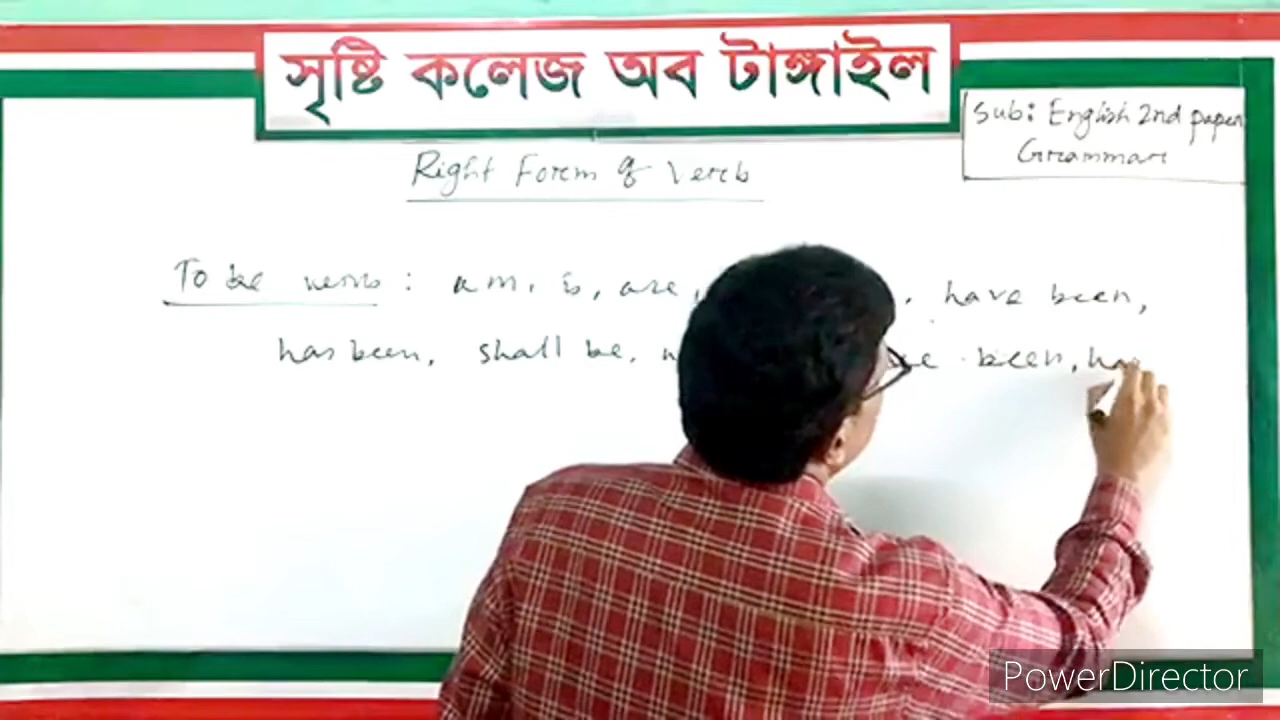 সৃষ্টি কলেজ অব টাঙ্গাইল
Sub: English 2nd paper
Grammar
Right Form of Verb
To be verb : am, is, are, have been,
has been, shall be, been, ha
PowerDirector